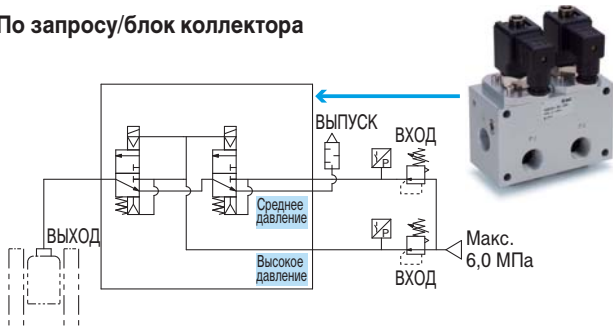 По запросу/блок коллектора
ВЫПУСК
ВХОД
Среднее
давление
ВЫХОД
Высокое
давление
ВХОД
Макс.
6,0 МПа